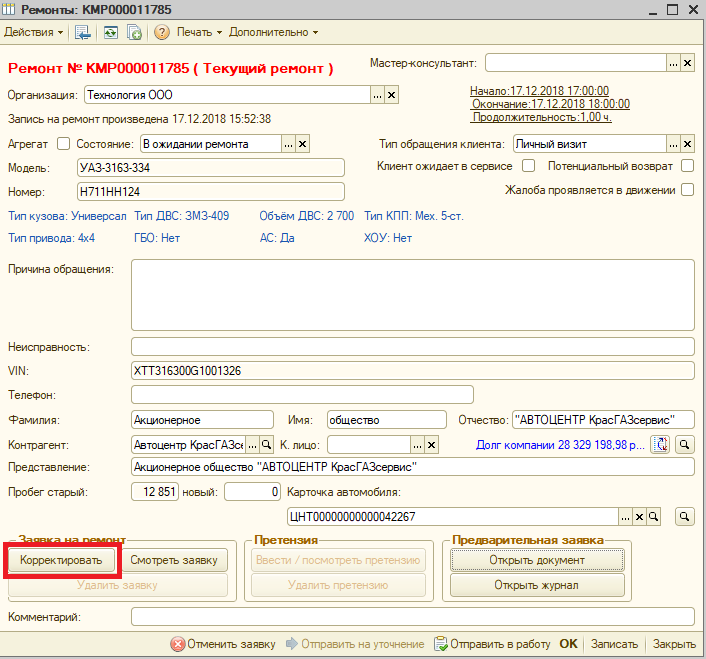 Ремонты: КМР000011785
Действия Печать Дополнительно
Ремонт № КМР000011785 ( Текущий ремонт )
Мастер-консультант:
Организация: Технология ООО
Начало:17.12.2018 17:00:00
Окончание:17.12.2018 18:00:00
Продолжительность:1,00 ч.
Запись на ремонт произведена 17.12.2018 15:52:38
Агрегат Состояние: В ожидании ремонта Тип обращения клиента: Личный визит
Модель: УАЗ-3163-334 Клиент ожидает в сервисе Потенциальный возврат
Номер: Н711НН124 Жалоба проявляется в движении
Тип кузова: Универсал Тип ДВС: ЗМЗ-409 Объём ДВС: 2 700 Тип КПП: Мех. 5-ст.
Тип привода: 4х4 ГБО: Нет АС: Да ХОУ: Нет
Причина обращения:
Неисправность:
VIN: XTT316300G1001326
Телефон:
Фамилия: Акционерное Имя: общество Отчество: "АВТОЦЕНТР КрасГАЗсервис"
Контрагент: Автоцентр КрасГАЗсе К. лицо: Долг компании 28 329 198,98 р...
Представление: Акционерное общество "АВТОЦЕНТР КрасГАЗсервис"
Пробег старый: 12 851 новый: 0 Карточка автомобиля:
ЦНТ00000000000042267
Заявка на ремонт Претензия Предварительная заявка
Корректировать Смотреть заявку Ввести / посмотреть претензию Открыть документ
Удалить заявку Удалить претензию Открыть журнал
Комментарий:
Отменить заявку Отправить на уточнение Отправить в работу OK Записать Закрыть